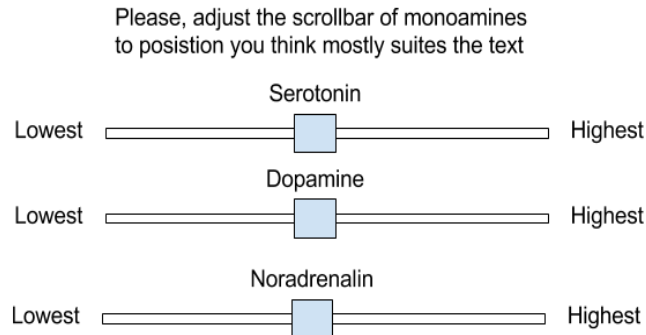 Please, adjust the scrollbar of monoamines
to posistion you think mostly suites the text
Serotonin
Lowest Highest
Dopamine
Lowest Highest
Noradrenalin
Lowest Highest